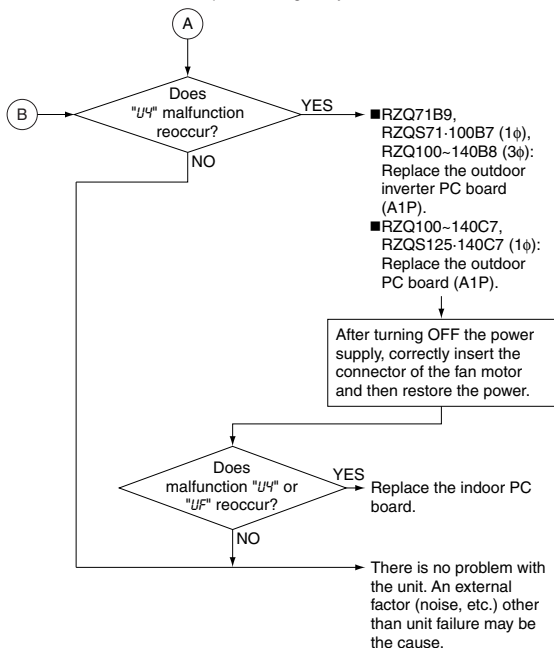 A
B
Does
"U4" malfunction
reoccur?
YES
NO
■RZQ71B9,
RZQS71·100B7 (1φ),
RZQ100~140B8 (3φ):
Replace the outdoor
inverter PC board
(A1P).
■RZQ100~140C7,
RZQS125·140C7 (1φ):
Replace the outdoor
PC board (A1P).
After turning OFF the power
supply, correctly insert the
connector of the fan motor
and then restore the power.
Does
malfunction "U4" or
"UF" reoccur?
YES
Replace the indoor PC
board.
NO
There is no problem with
the unit. An external
factor (noise, etc.) other
than unit failure may be
the cause.